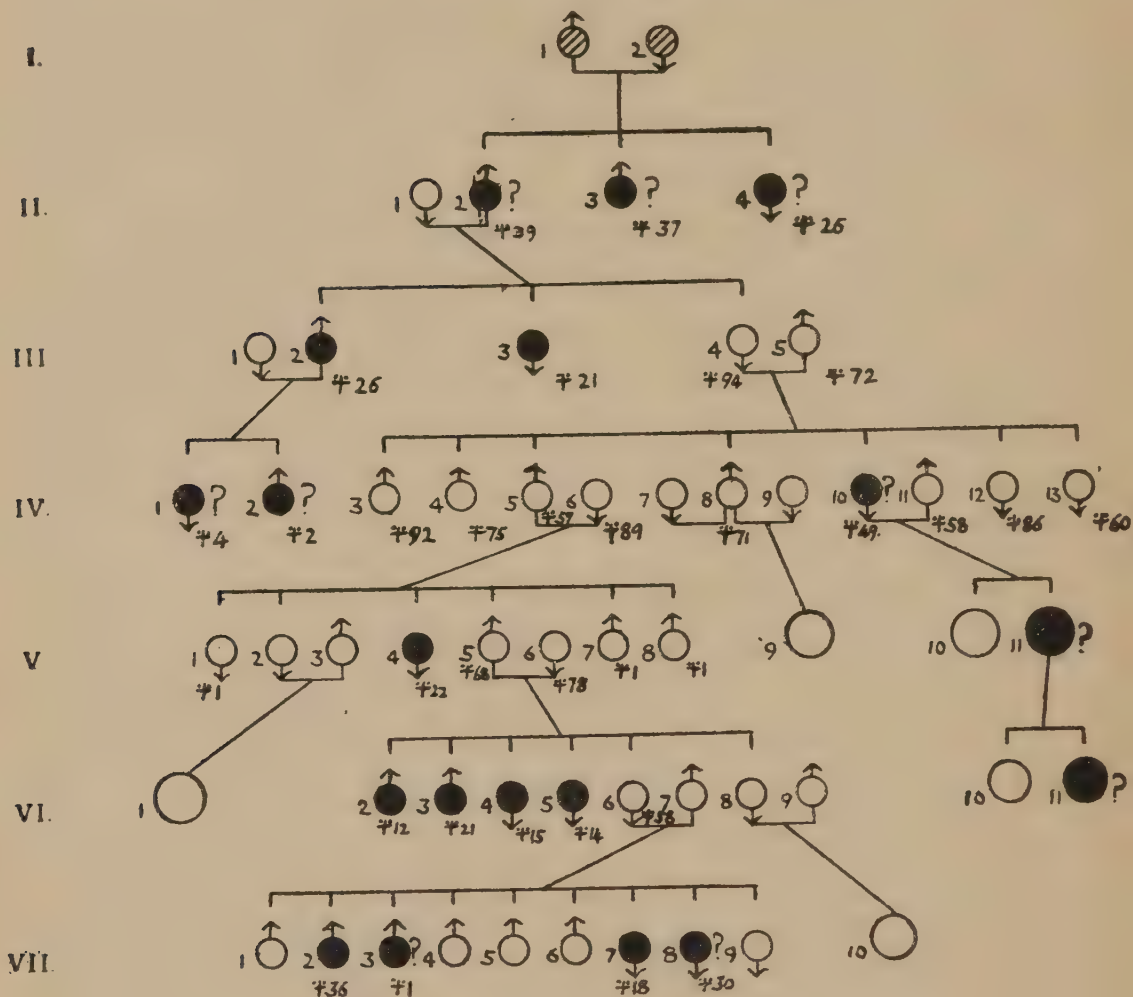 I.
1 2
II.
1 2 ? 3 ? 4 ?
39 37 26
III
1 2 3 4 5
26 21 94 72
IV.
1 ? 2 ? 3 4 5 6 7 8 9 10 ? 11 12 13
4 2 92 75 57 89 71 49. 58 86 60
V
1 2 3 4 5 6 7 8 9 10 11 ?
1 22 68 78 1 1
VI.
1 2 3 4 5 6 7 8 9 10 11 ?
12 21 15 14 58
VII.
1 2 3 ? 4 5 6 7 8 ? 9 10
36 1 18 30